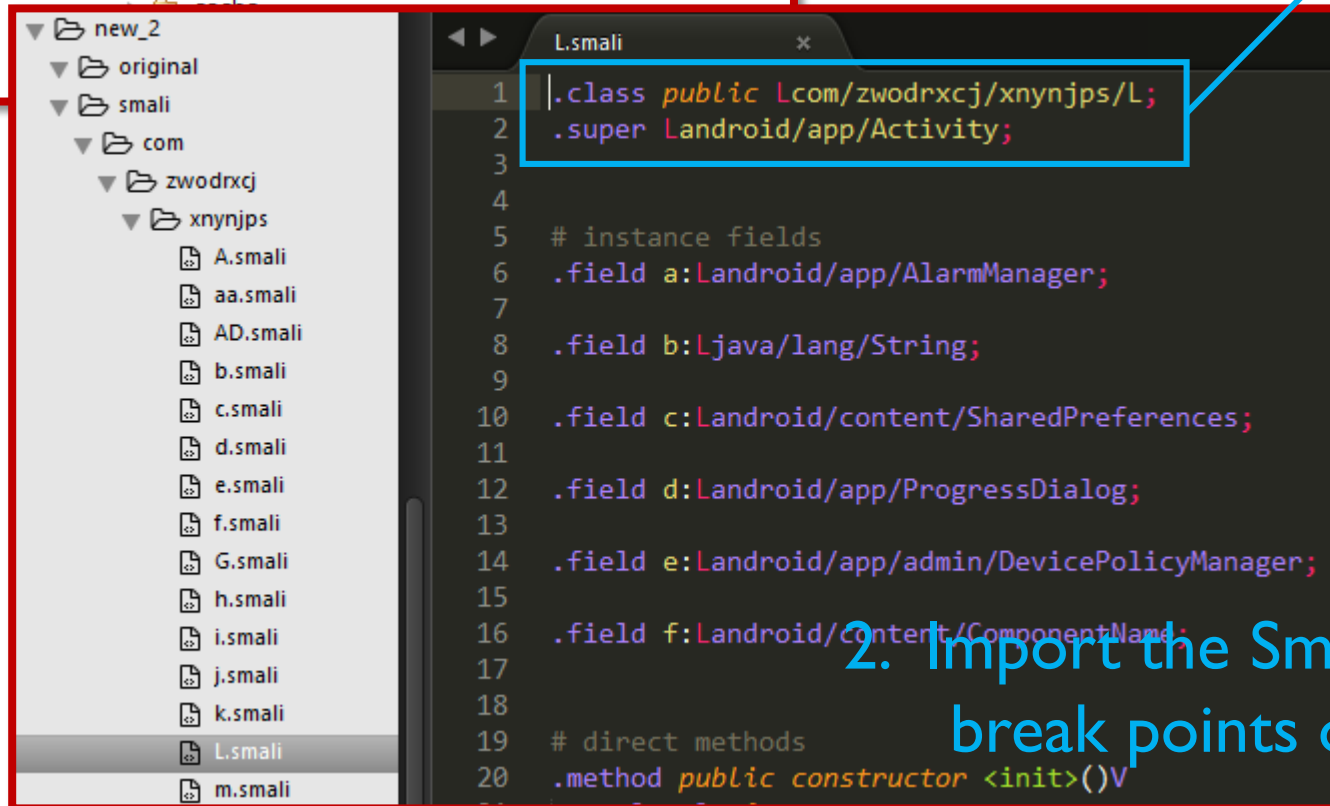 new_2
original
smali
com
zwodrxcj
xnynjps
A.smali
aa.smali
AD.smali
b.smali
c.smali
d.smali
e.smali
f.smali
G.smali
h.smali
i.smali
j.smali
k.smali
L.smali
m.smali
L.smali ×
1 .class public Lcom/zwodrxcj/xnynjps/L;
2 .super Landroid/app/Activity;
3
4
5 # instance fields
6 .field a:Landroid/app/AlarmManager;
7
8 .field b:Ljava/lang/String;
9
10 .field c:Landroid/content/SharedPreferences;
11
12 .field d:Landroid/app/ProgressDialog;
13
14 .field e:Landroid/app/admin/DevicePolicyManager;
15
16 .field f:Landroid/content/ComponentName;
17
18
19 # direct methods
20 .method public constructor <init>()V
2. Import the Sm
break points